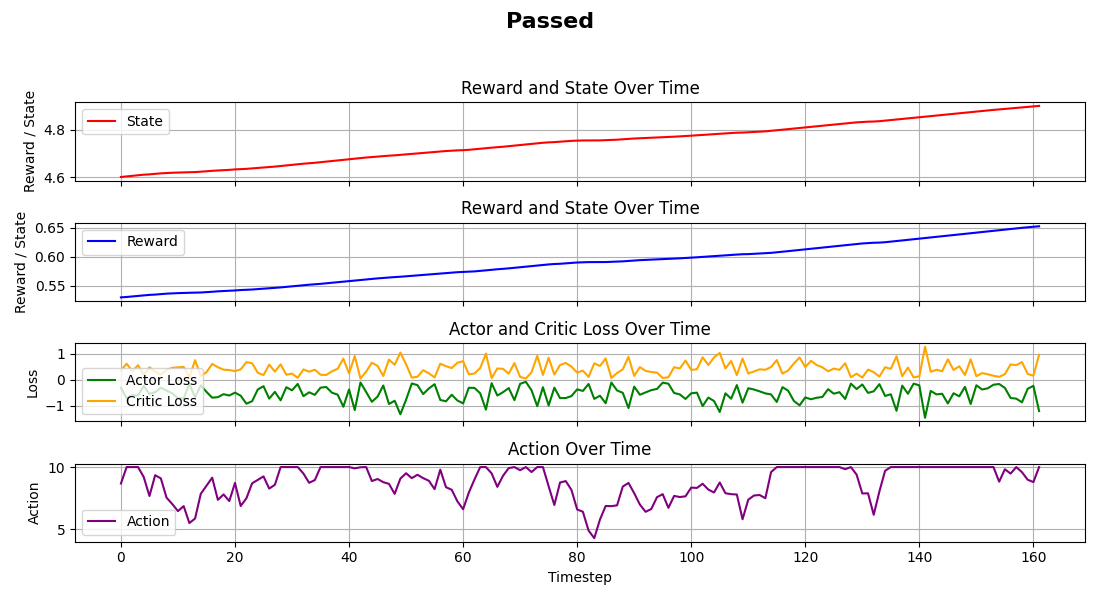 Passed
Reward and State Over Time
Reward / State
4.8
4.6
State
Reward and State Over Time
Reward / State
0.65
0.60
0.55
Reward
Actor and Critic Loss Over Time
Loss
1
0
−1
Actor Loss
Critic Loss
Action Over Time
Action
10
5
Action
0 20 40 60 80 100 120 140 160
Timestep